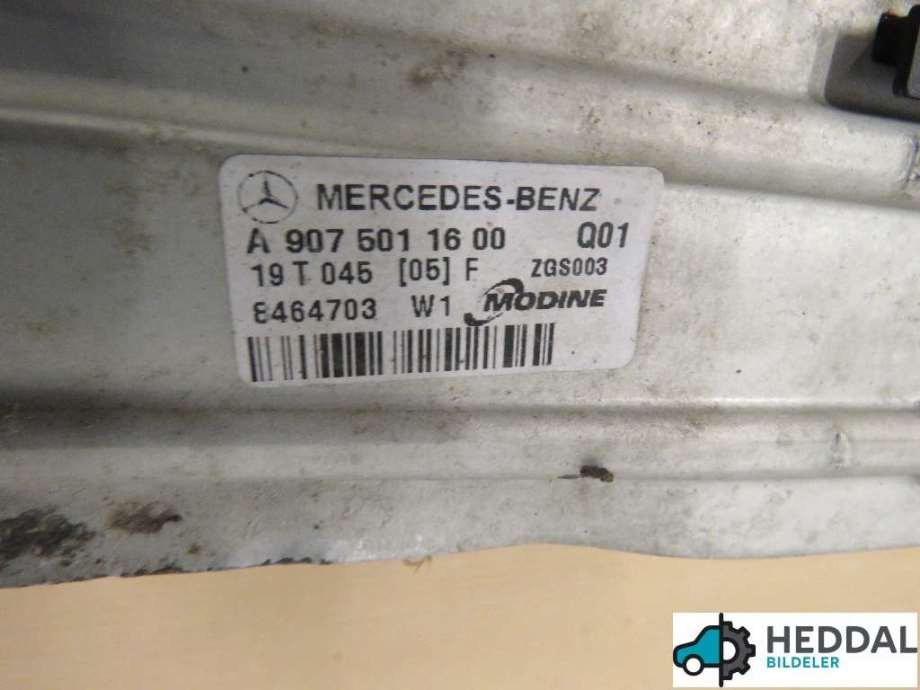 MERCEDES-BENZ
A 907 501 16 00 Q01
19 T 045 [05] F ZGS003
8464703 W1 MODINE
HEDDAL
BILDELER